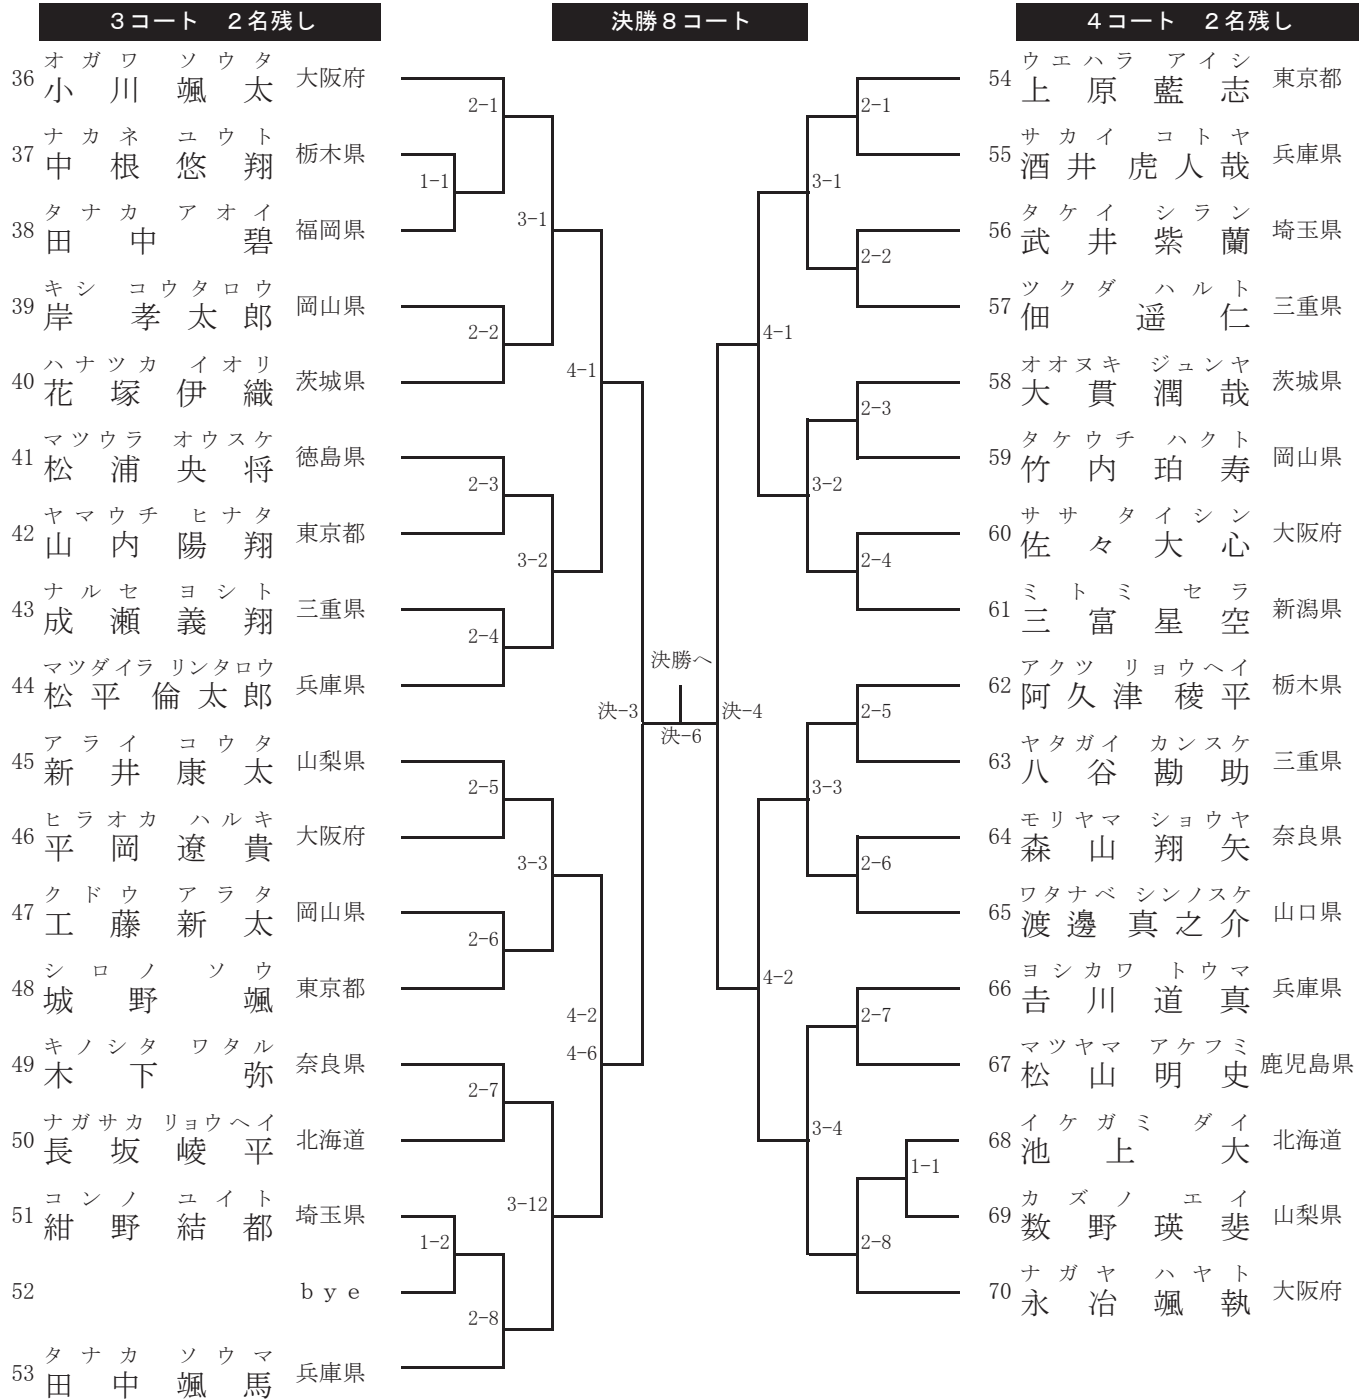 ３コート　２名残し
決勝８コート
４コート　２名残し
オガワ　ソウタ
36 小川颯太 大阪府
ナカネ　ユウト
37 中根悠翔 栃木県
タナカ　アオイ
38 田中碧 福岡県
キシ　コウタロウ
39 岸孝太郎 岡山県
ハナツカ　イオリ
40 花塚伊織 茨城県
マツウラ　オウスケ
41 松浦央将 徳島県
ヤマウチ　ヒナタ
42 山内陽翔 東京都
ナルセ　ヨシト
43 成瀬義翔 三重県
マツダイラ　リンタロウ
44 松平倫太郎 兵庫県
アライ　コウタ
45 新井康太 山梨県
ヒラオカ　ハルキ
46 平岡遼貴 大阪府
クドウ　アラタ
47 工藤新太 岡山県
シロノ　ソウ
48 城野颯 東京都
キノシタ　ワタル
49 木下弥 奈良県
ナガサカ　リョウヘイ
50 長坂崚平 北海道
コンノ　ユイト
51 紺野結都 埼玉県
52 ｂｙｅ
タナカ　ソウマ
53 田中颯馬 兵庫県
1-1
1-2
2-1
2-2
2-3
2-4
2-5
2-6
2-7
2-8
3-1
3-2
3-3
3-12
4-1
4-2
4-6
決-3
決勝へ
決-6
決-4
4-1
4-2
3-1
3-2
3-3
3-4
2-1
2-2
2-3
2-4
2-5
2-6
2-7
2-8
1-1
ウエハラ　アイシ
54 上原藍志 東京都
サカイ　コトヤ
55 酒井虎人哉 兵庫県
タケイ　シラン
56 武井紫蘭 埼玉県
ツクダ　ハルト
57 佃遥仁 三重県
オオヌキ　ジュンヤ
58 大貫潤哉 茨城県
タケウチ　ハクト
59 竹内珀寿 岡山県
ササ　タイシン
60 佐々大心 大阪府
ミトミ　セラ
61 三富星空 新潟県
アクツ　リョウヘイ
62 阿久津稜平 栃木県
ヤタガイ　カンスケ
63 八谷勘助 三重県
モリヤマ　ショウヤ
64 森山翔矢 奈良県
ワタナベ　シンノスケ
65 渡邊真之介 山口県
ヨシカワ　トウマ
66 𠮷川道真 兵庫県
マツヤマ　アケフミ
67 松山明史 鹿児島県
イケガミ　ダイ
68 池上大 北海道
カズノ　エイ
69 数野瑛斐 山梨県
ナガヤ　ハヤト
70 永冶颯執 大阪府